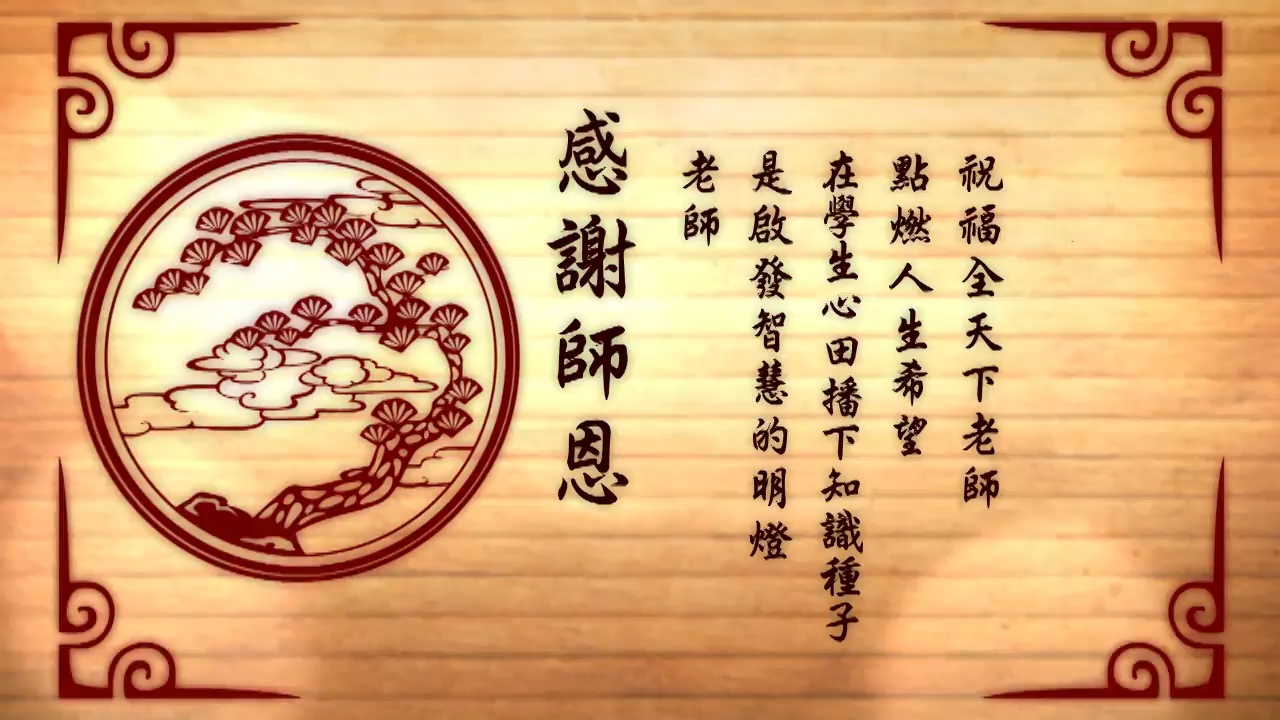 感謝師恩
老師
是啟發智慧的明燈
在學生心田播下知識種子
點燃人生希望
祝福全天下老師